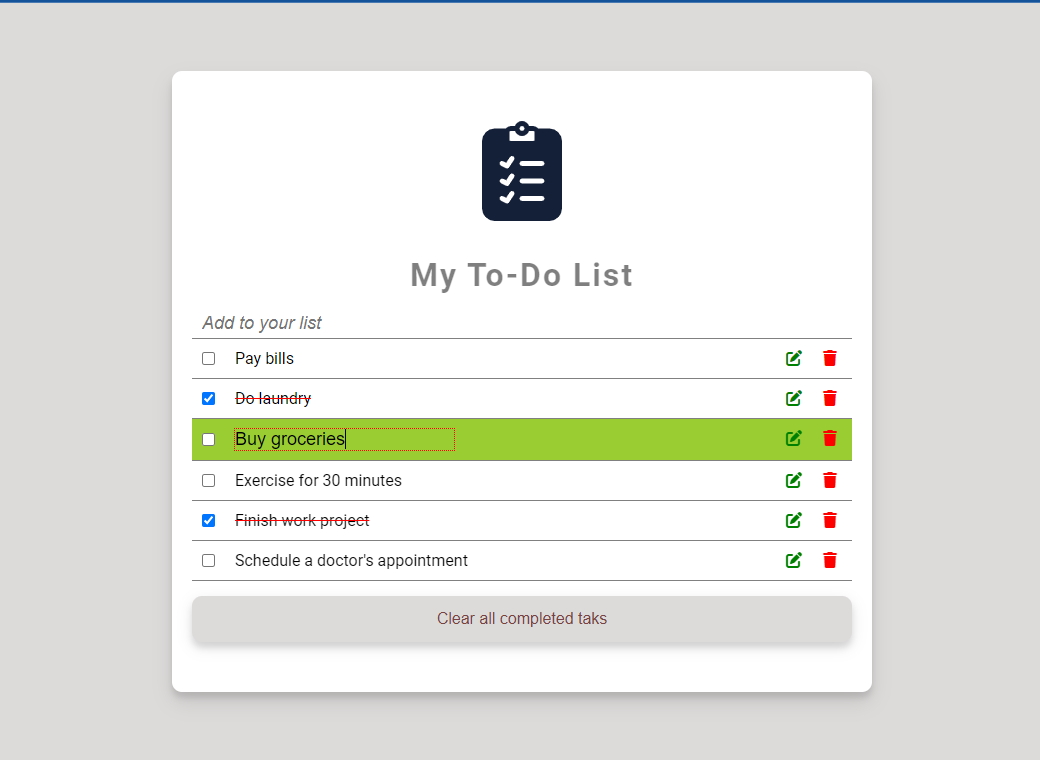 My To-Do List
Add to your list
Pay bills
Do laundry
Buy groceries
Exercise for 30 minutes
Finish work project
Schedule a doctor's appointment
Clear all completed taks